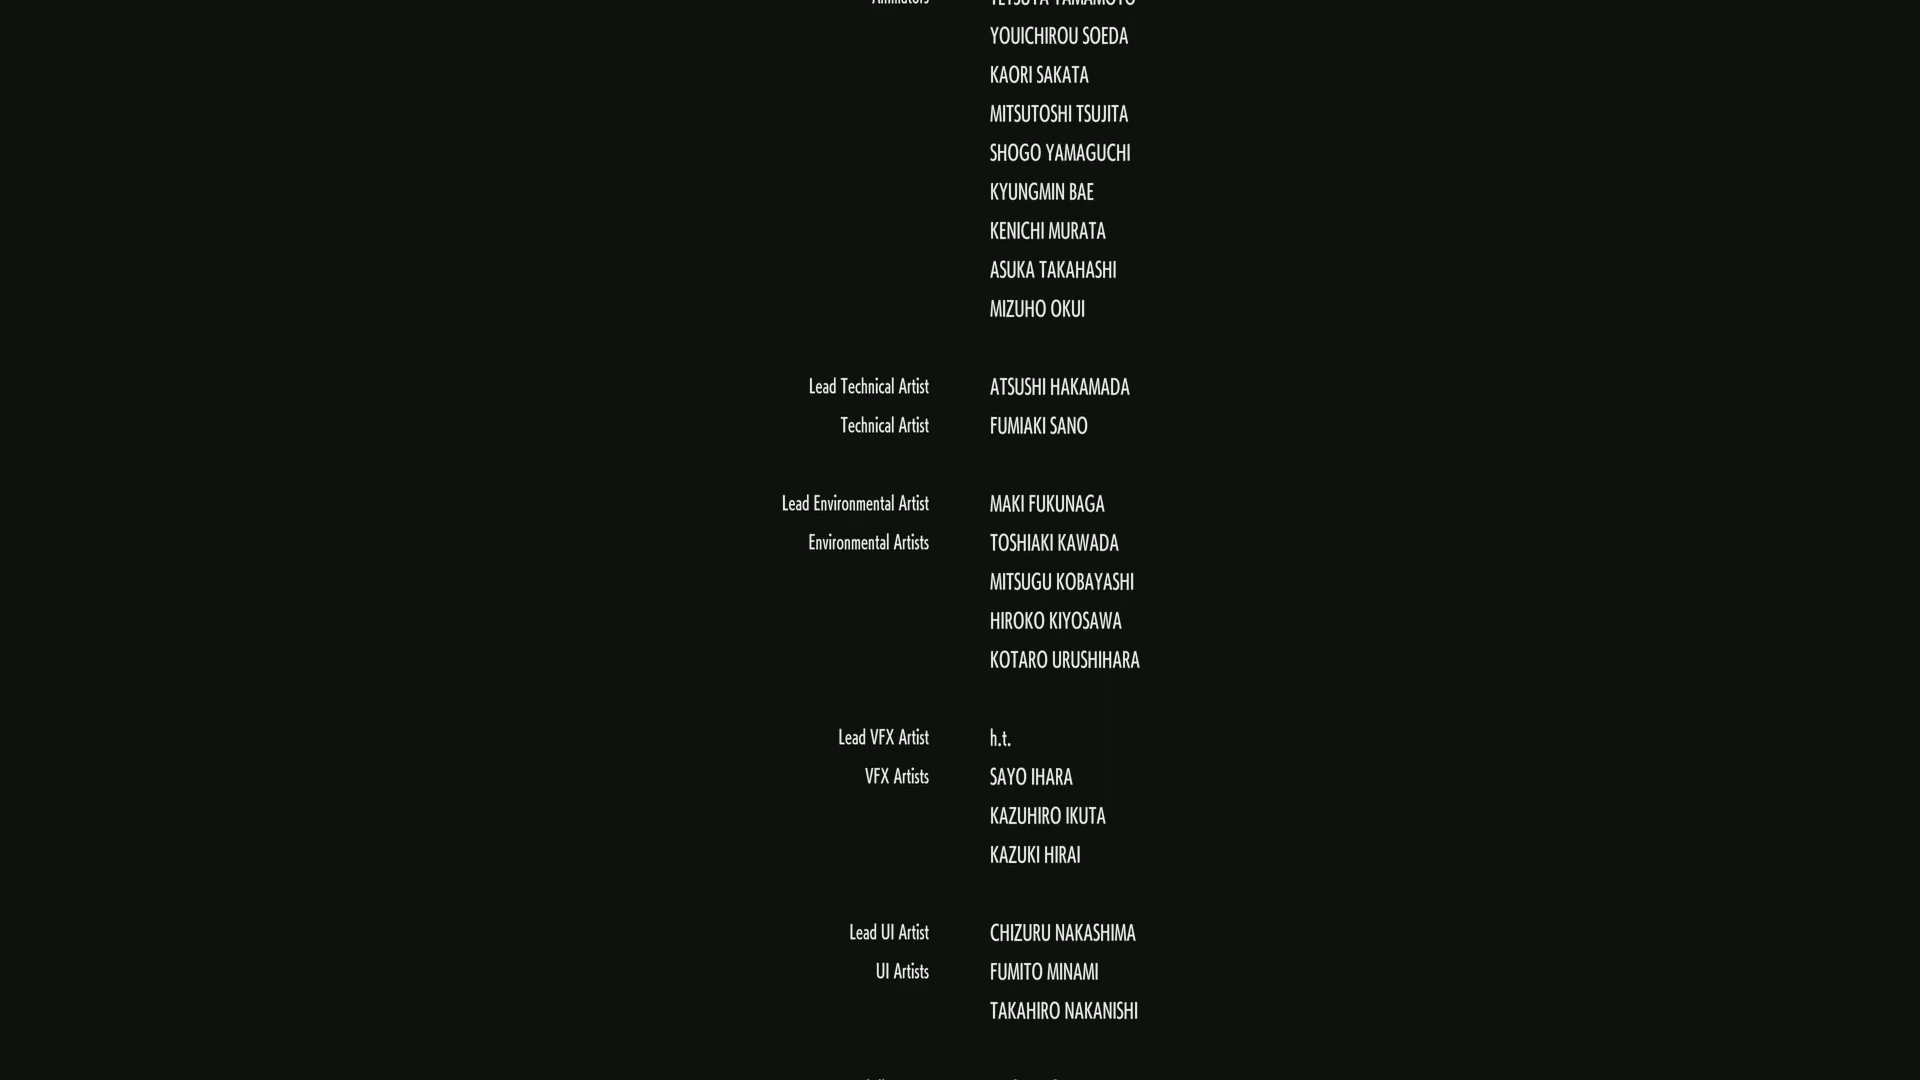 Animators TETSUYA YAMAMOTO
YOUICHIROU SOEDA
KAORI SAKATA
MITSUTOSHI TSUJITA
SHOGO YAMAGUCHI
KYUNGMIN BAE
KENICHI MURATA
ASUKA TAKAHASHI
MIZUHO OKUI
Lead Technical Artist ATSUSHI HAKAMADA
Technical Artist FUMIAKI SANO
Lead Environmental Artist MAKI FUKUNAGA
Environmental Artists TOSHIAKI KAWADA
MITSUGU KOBAYASHI
HIROKO KIYOSAWA
KOTARO URUSHIHARA
Lead VFX Artist h.t.
VFX Artists SAYO IHARA
KAZUHIRO IKUTA
KAZUKI HIRAI
Lead UI Artist CHIZURU NAKASHIMA
UI Artists FUMITO MINAMI
TAKAHIRO NAKANISHI